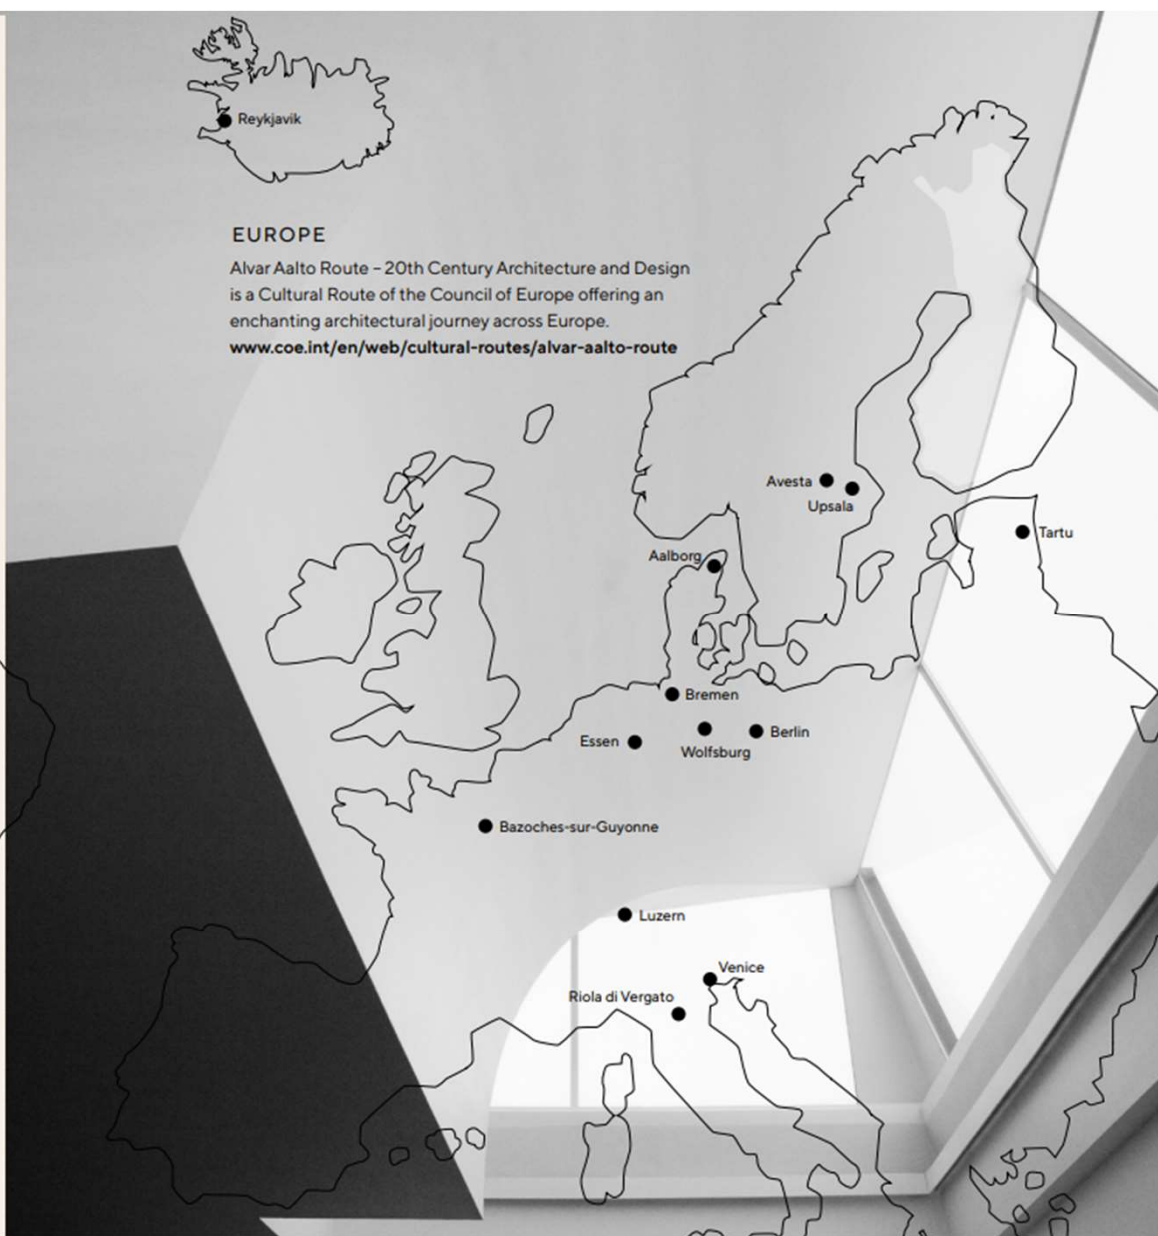 Reykjavik
EUROPE
Alvar Aalto Route – 20th Century Architecture and Design
is a Cultural Route of the Council of Europe offering an
enchanting architectural journey across Europe.
www.coe.int/en/web/cultural-routes/alvar-aalto-route
Avesta
Upsala
Tartu
Aalborg
Bremen
Essen
Wolfsburg
Berlin
Bazoches-sur-Guyonne
Luzern
Venice
Riola di Vergato